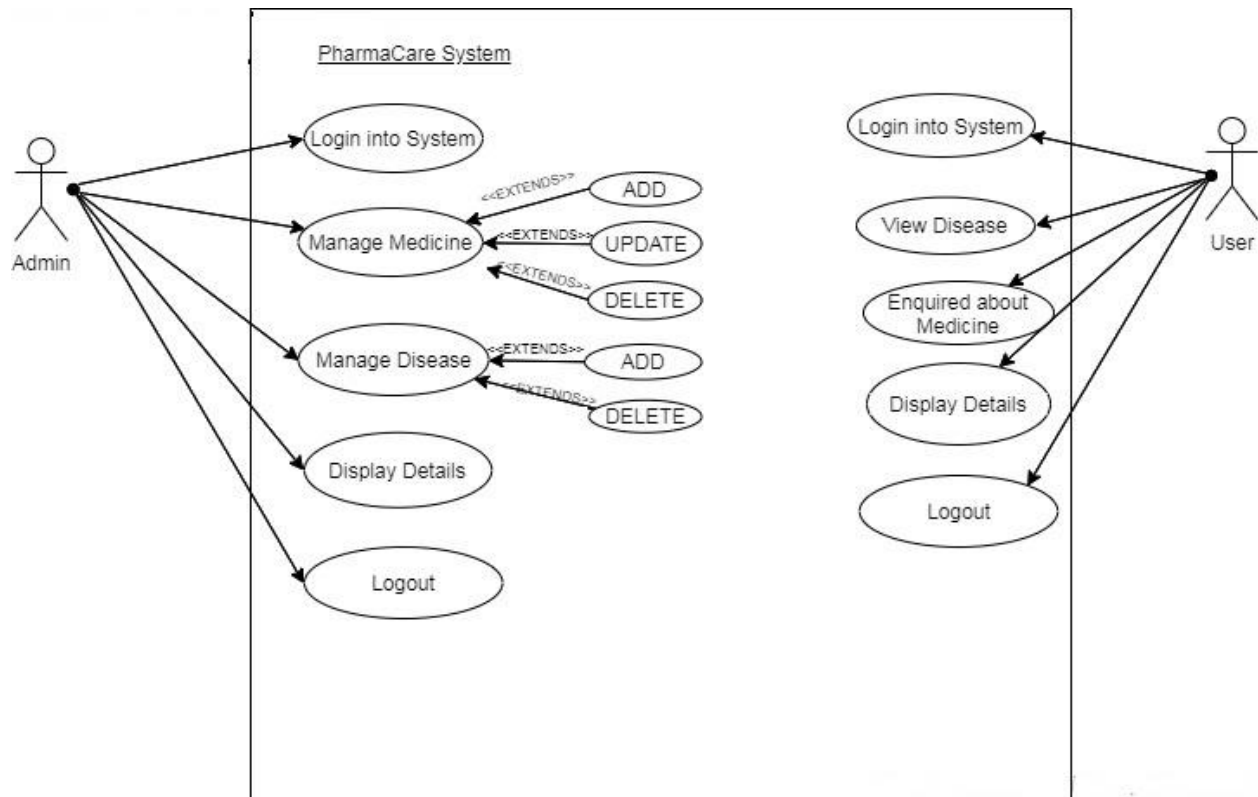 PharmaCare System
Login into System
Login into System
<<EXTENDS>>
ADD
Manage Medicine
<<EXTENDS>>
UPDATE
View Disease
Admin
User
<<EXTENDS>>
DELETE
Enquired about
Medicine
Manage Disease
<<EXTENDS>>
ADD
<<EXTENDS>>
DELETE
Display Details
Display Details
Logout
Logout